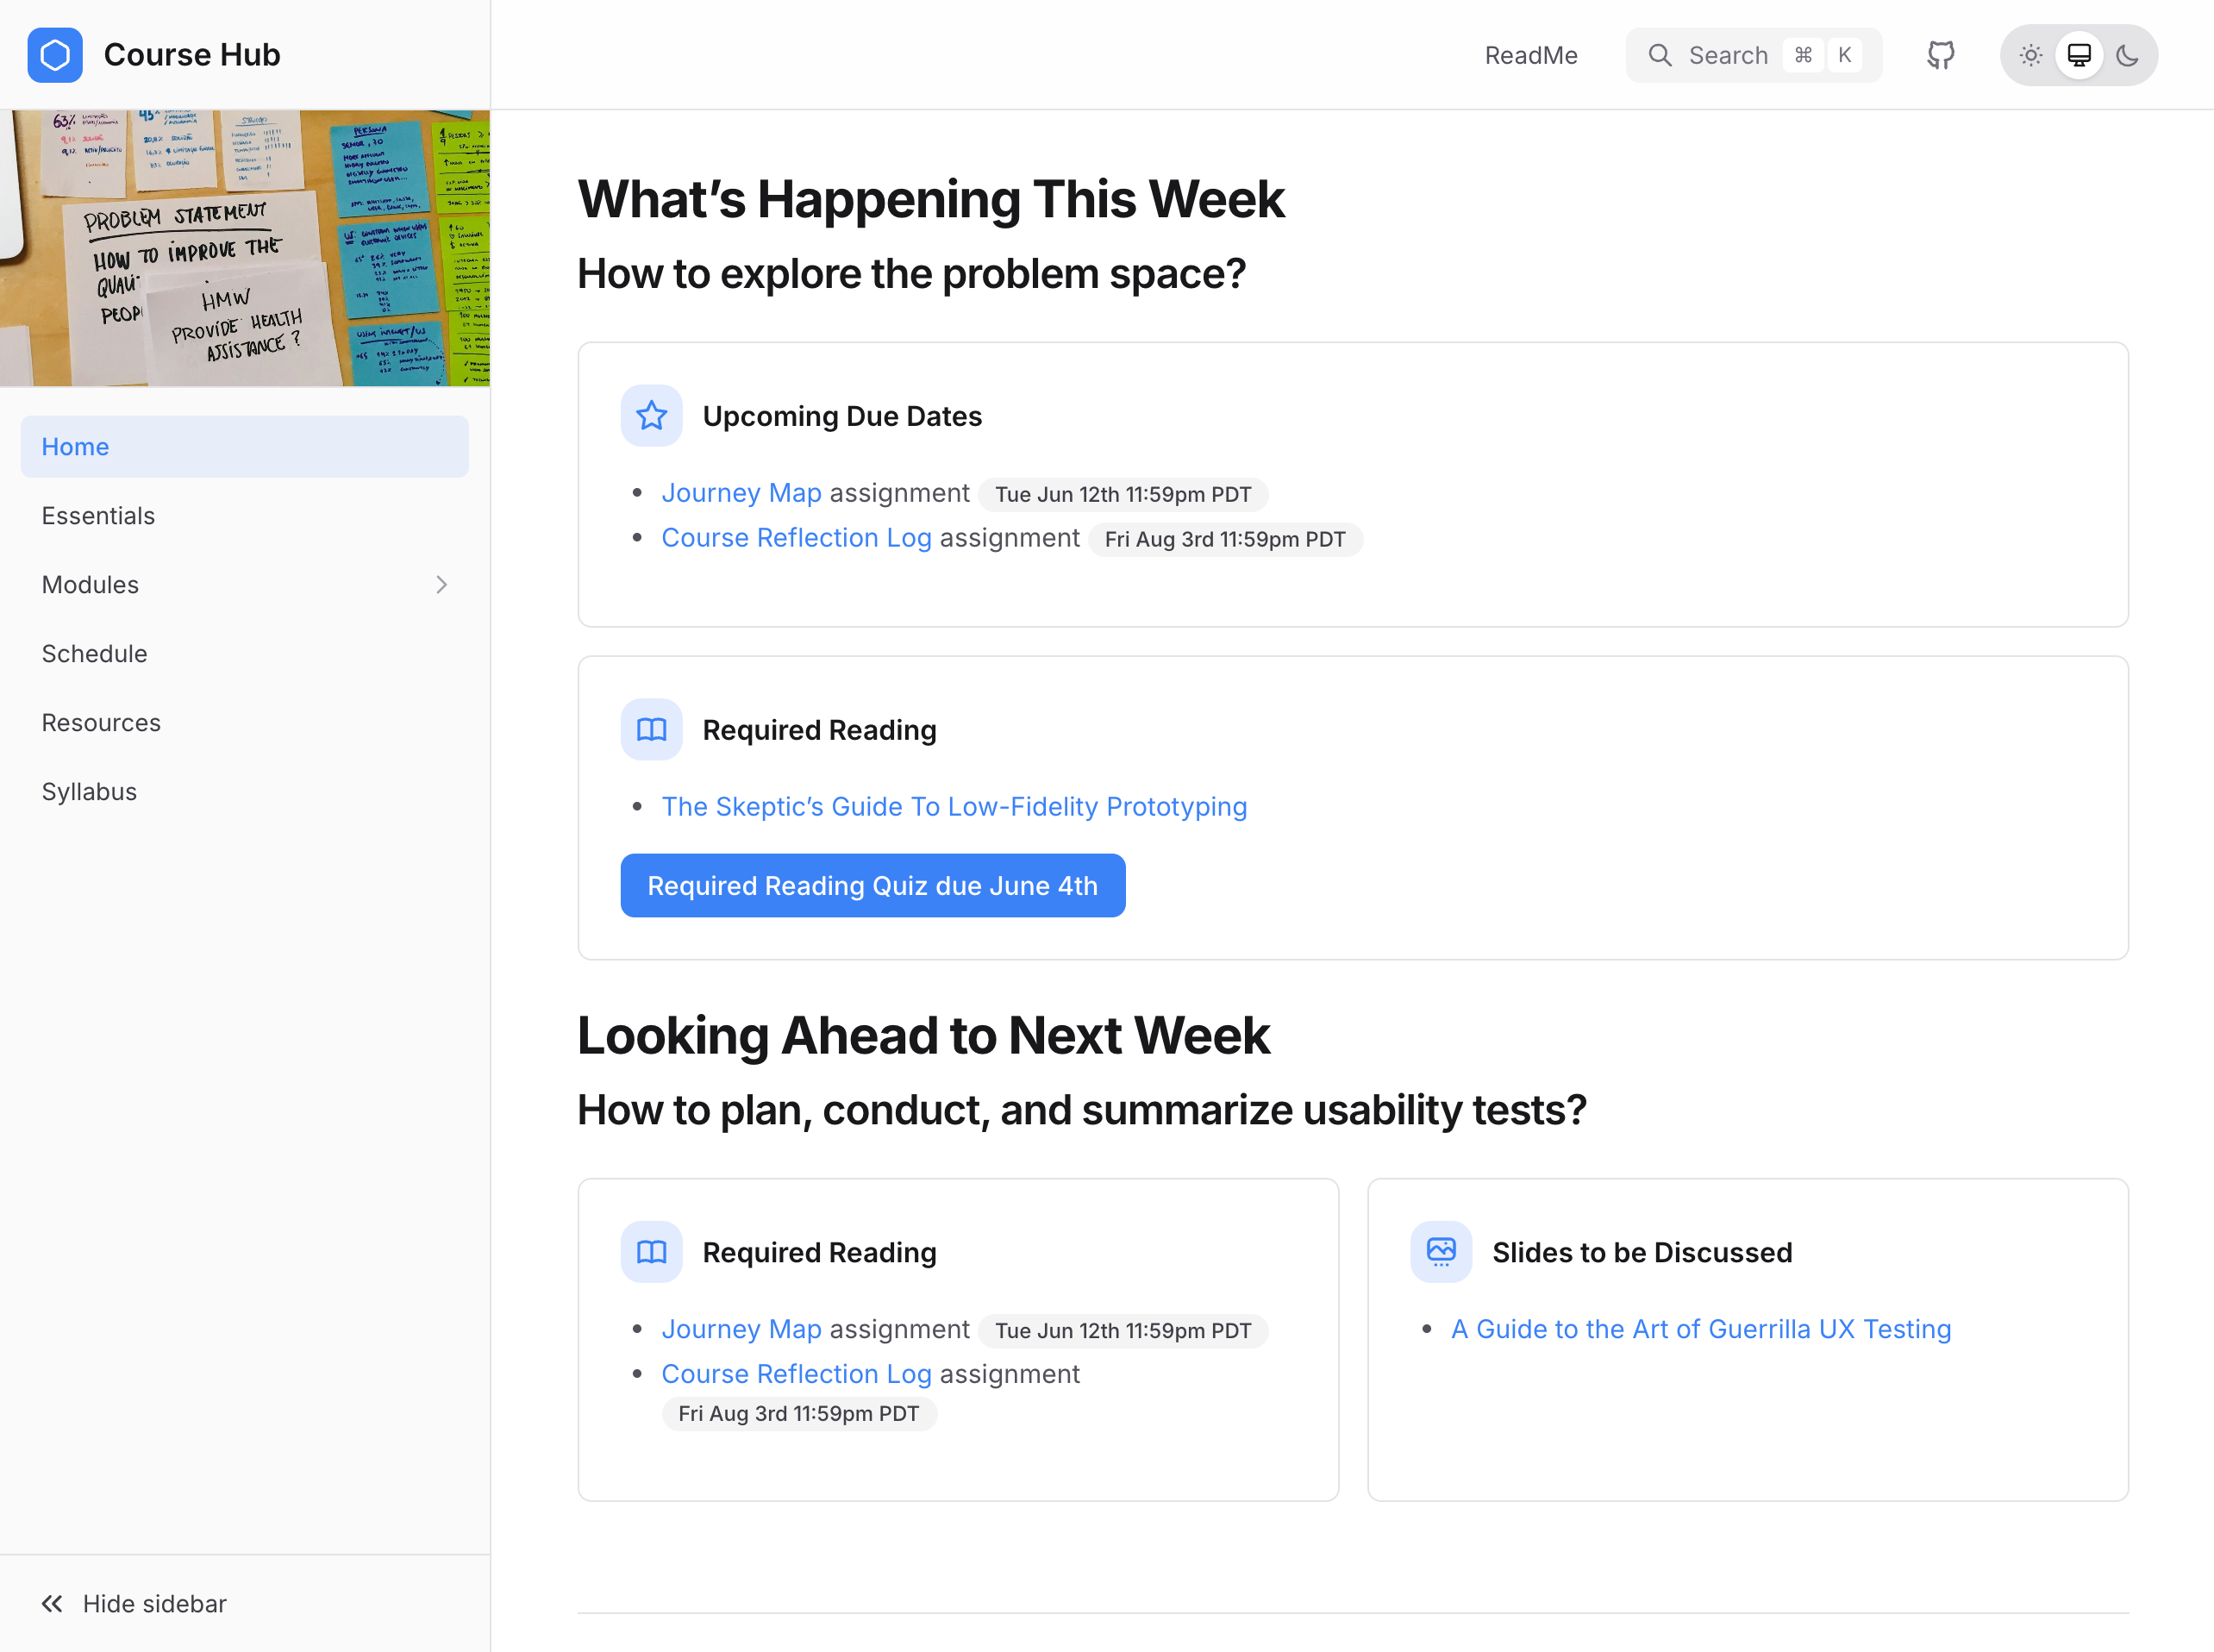 Course Hub
ReadMe
Search ⌘ K
63%
PROBLEM STATEMENT
HOW TO IMPROVE THE
HMW
PROVIDE HEALTH
ASSISTANCE?
PERSONA
Home
Essentials
Modules
Schedule
Resources
Syllabus
Hide sidebar
What’s Happening This Week
How to explore the problem space?
Upcoming Due Dates
Journey Map assignment Tue Jun 12th 11:59pm PDT
Course Reflection Log assignment Fri Aug 3rd 11:59pm PDT
Required Reading
The Skeptic’s Guide To Low-Fidelity Prototyping
Required Reading Quiz due June 4th
Looking Ahead to Next Week
How to plan, conduct, and summarize usability tests?
Required Reading
Journey Map assignment Tue Jun 12th 11:59pm PDT
Course Reflection Log assignment
Fri Aug 3rd 11:59pm PDT
Slides to be Discussed
A Guide to the Art of Guerrilla UX Testing